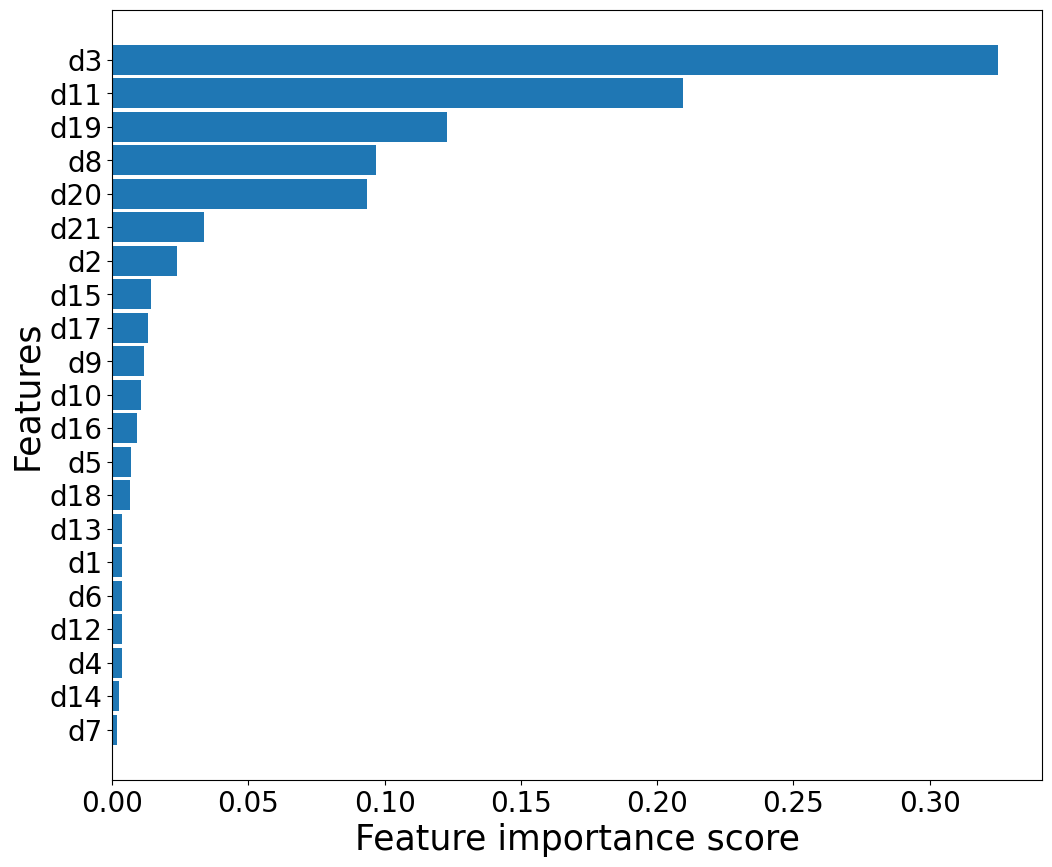 d3
d11
d19
d8
d20
d21
d2
d15
d17
d9
d10
d16
d5
d18
d13
d1
d6
d12
d4
d14
d7
Features
0.00 0.05 0.10 0.15 0.20 0.25 0.30
Feature importance score